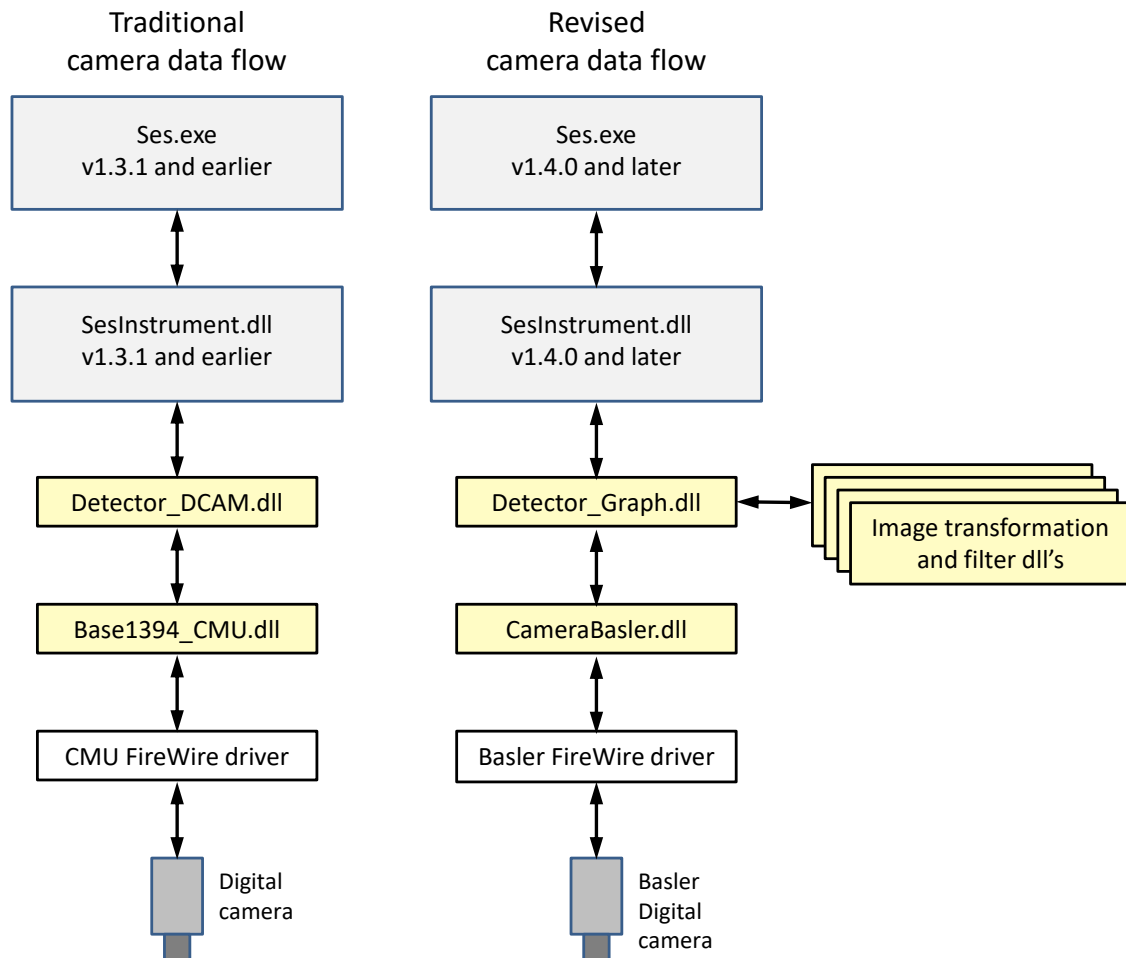 Traditional
camera data flow
Ses.exe
v1.3.1 and earlier
SesInstrument.dll
v1.3.1 and earlier
Detector_DCAM.dll
Base1394_CMU.dll
CMU FireWire driver
Digital
camera
Revised
camera data flow
Ses.exe
v1.4.0 and later
SesInstrument.dll
v1.4.0 and later
Detector_Graph.dll
Image transformation
and filter dll’s
CameraBasler.dll
Basler FireWire driver
Basler
Digital
camera